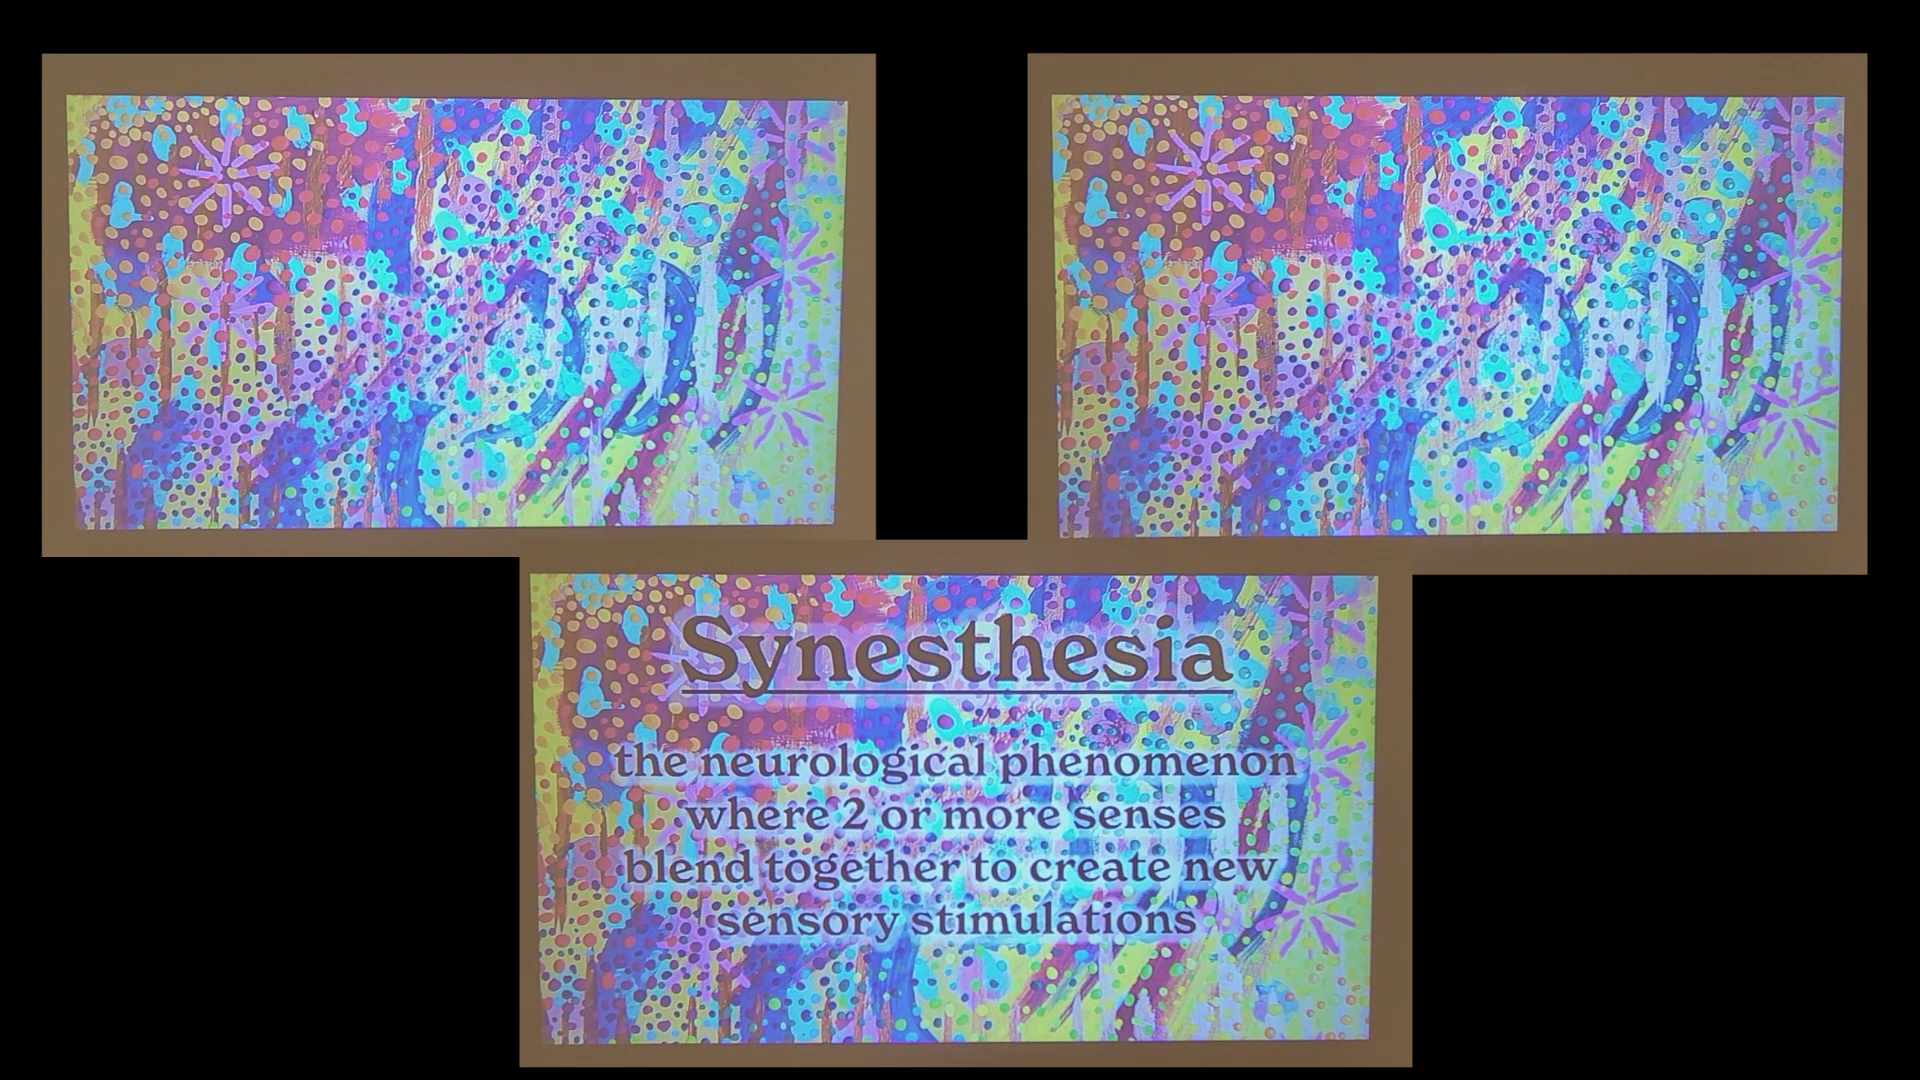 Synesthesia
the neurological phenomenon
where 2 or more senses
blend together to create new
sensory stimulations